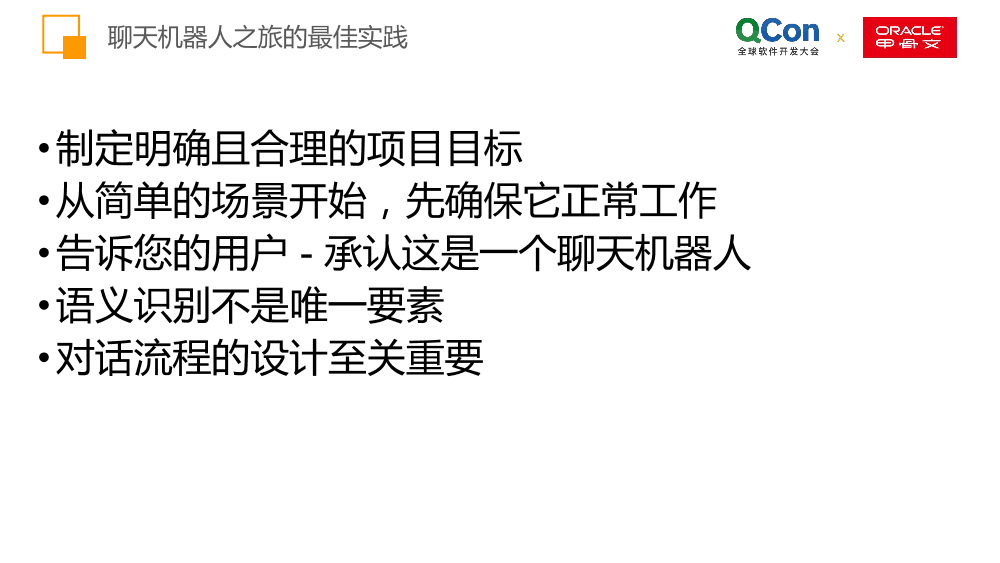 聊天机器人之旅的最佳实践
QCon
全球软件开发大会
x
ORACLE
甲骨文
•制定明确且合理的项目目标
•从简单的场景开始，先确保它正常工作
•告诉您的用户 - 承认这是一个聊天机器人
•语义识别不是唯一要素
•对话流程的设计至关重要